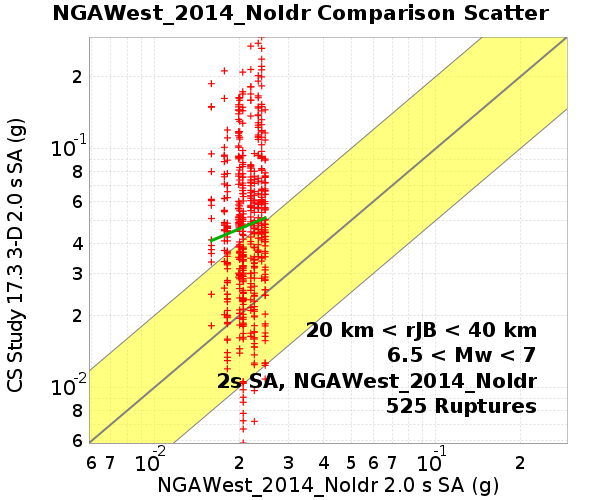 NGAWest_2014_NoIdr Comparison Scatter
CS Study 17.3 3-D 2.0 s SA (g)
2
10-1
8
6
4
3
2
10-2
8
6
20 km < rJB < 40 km
6.5 < Mw < 7
2s SA, NGAWest_2014_NoIdr
525 Ruptures
6 7 10-2 2 3 4 5 6 7 10-1 2
NGAWest_2014_NoIdr 2.0 s SA (g)